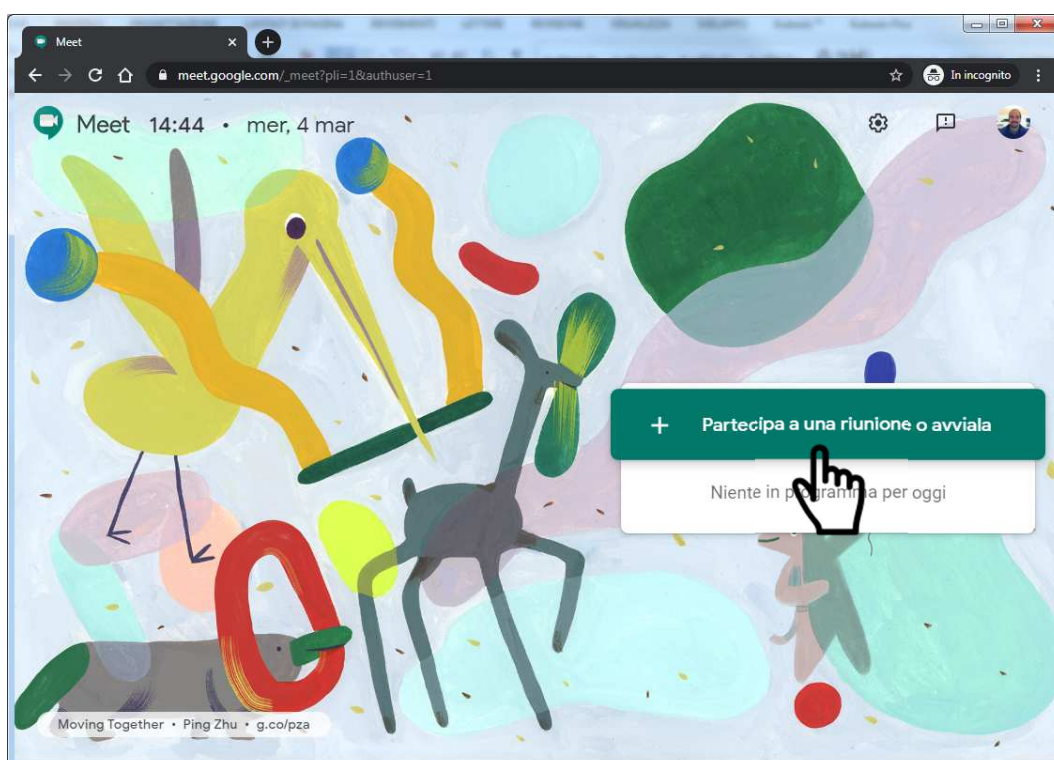 Meet
meet.google.com/_meet?pli=1&authuser=1
In incognito
Meet 14:44 • mer, 4 mar
Partecipa a una riunione o avviala
Niente in programma per oggi
Moving Together • Ping Zhu • g.co/pza